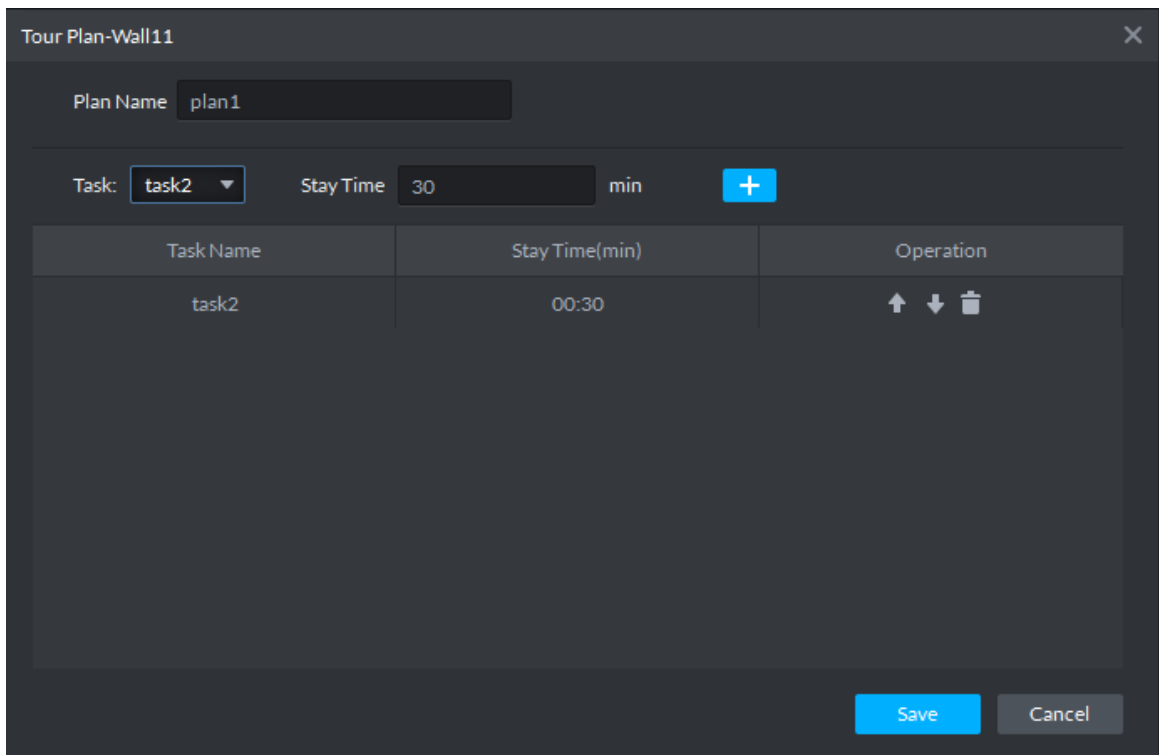 Tour Plan-Wall11
Plan Name plan1
Task: task2 Stay Time 30 min
Task Name Stay Time(min) Operation
task2 00:30
Save Cancel